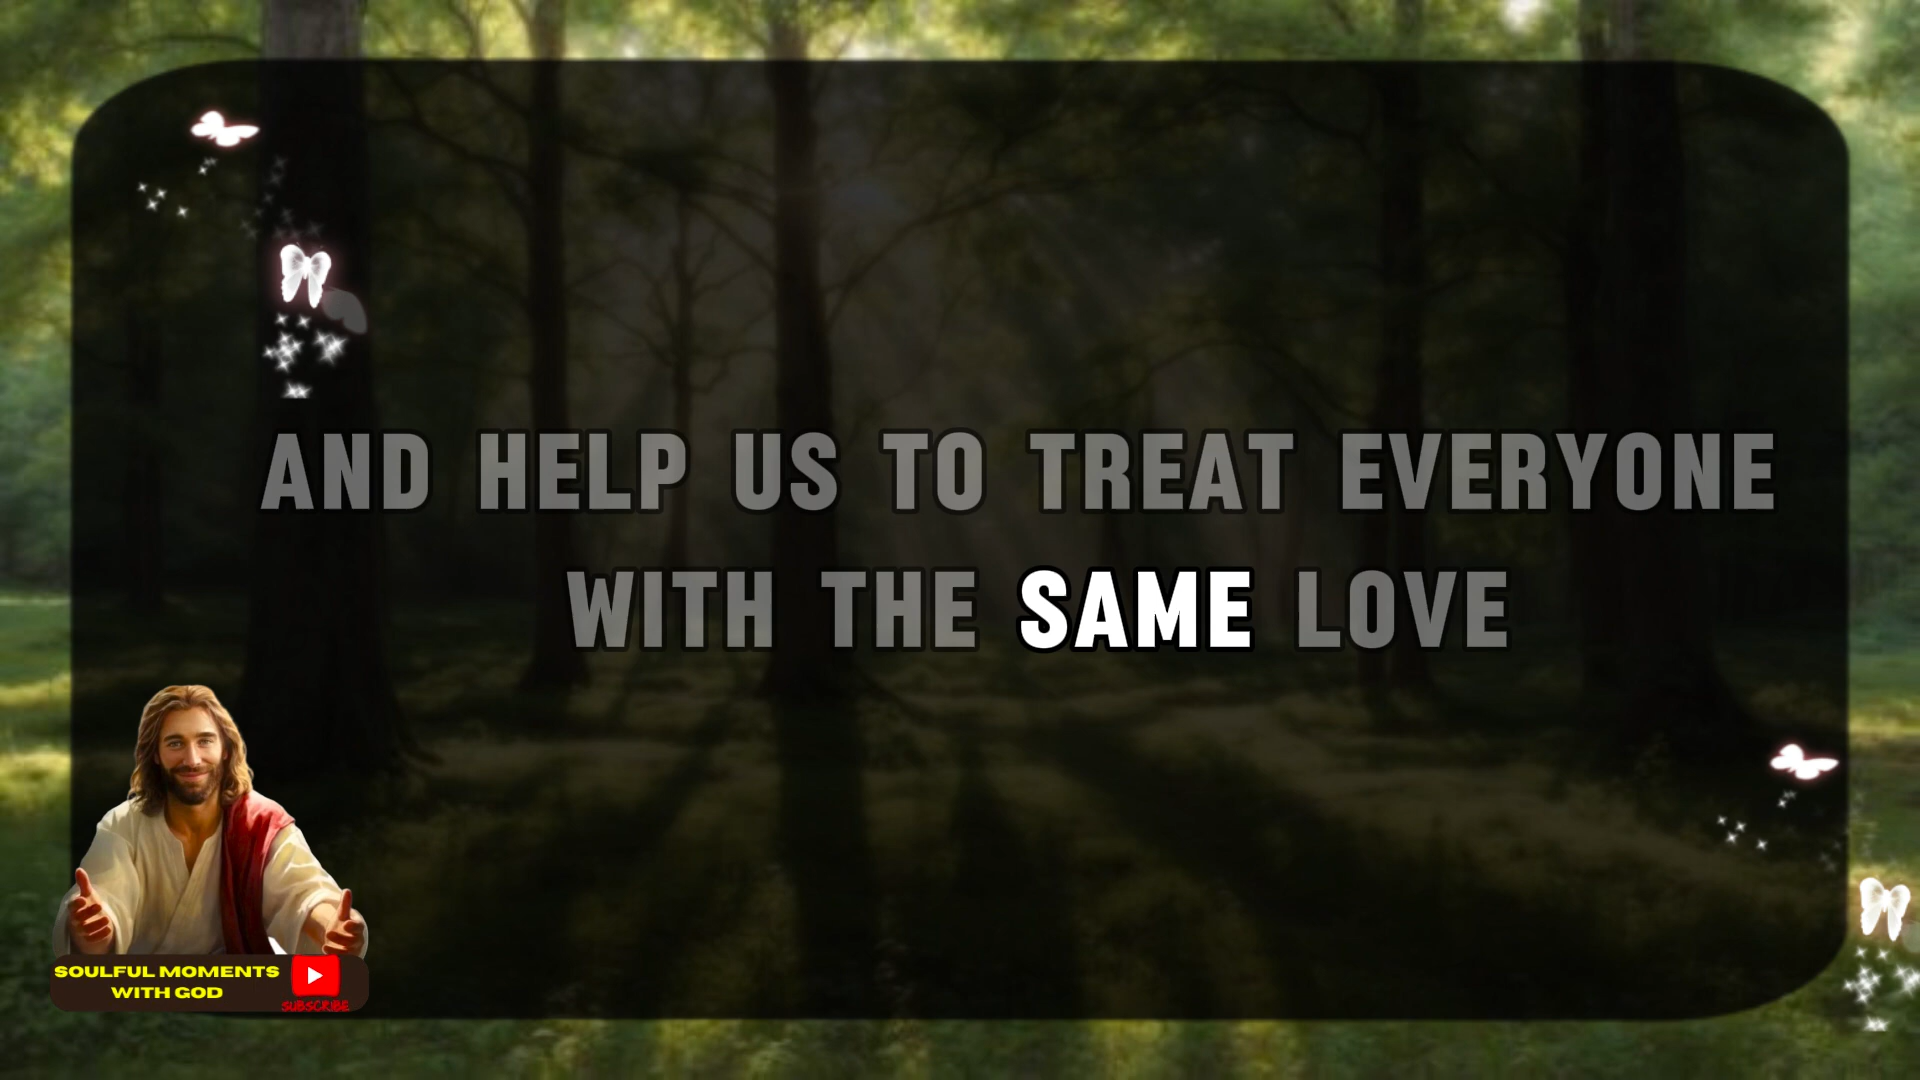 AND HELP US TO TREAT EVERYONE
WITH THE SAME LOVE
SOULFUL MOMENTS
WITH GOD
SUBSCRIBE